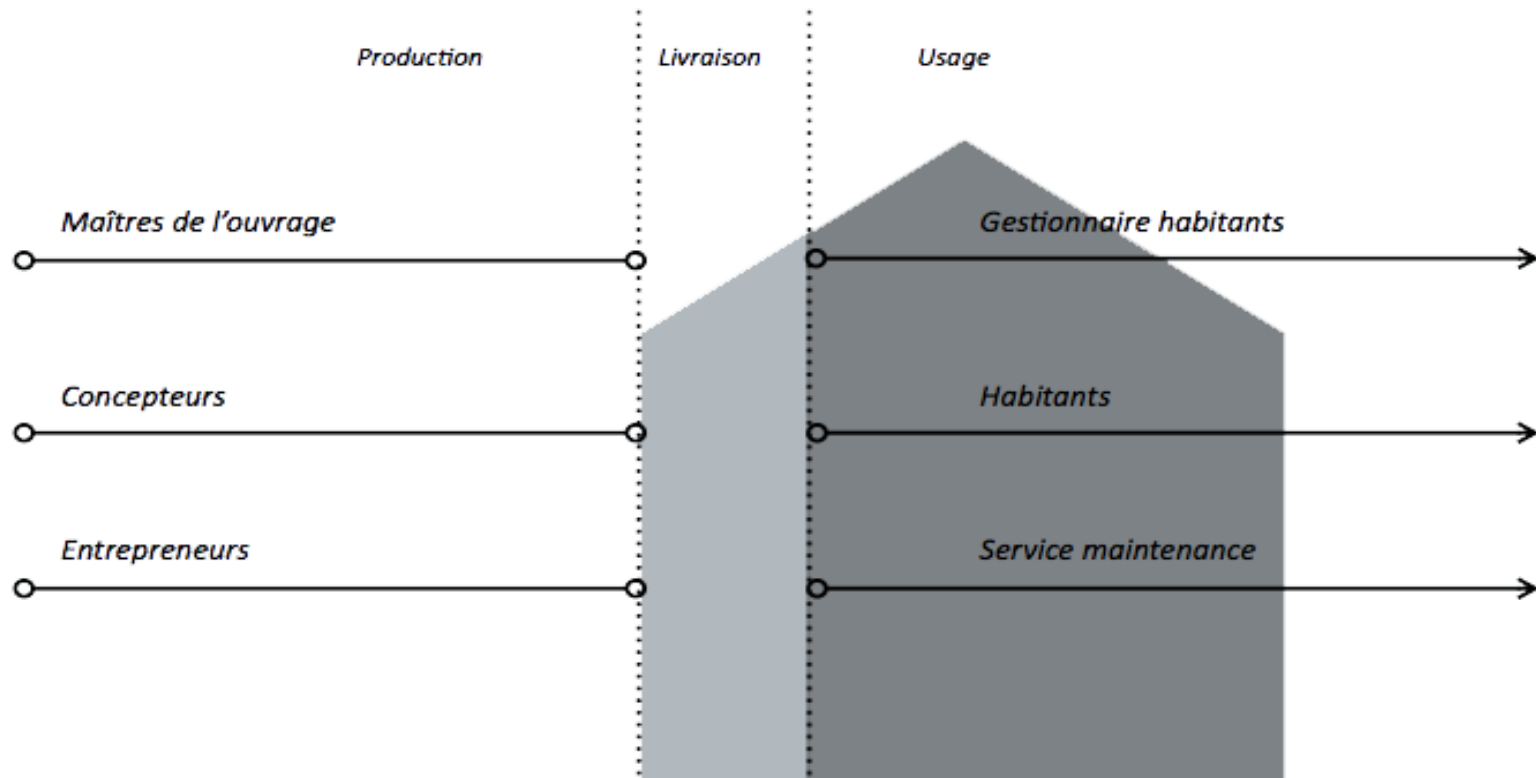 Production
Livraison
Usage
Maîtres de l'ouvrage
Gestionnaire habitants
Concepteurs
Habitants
Entrepreneurs
Service maintenance